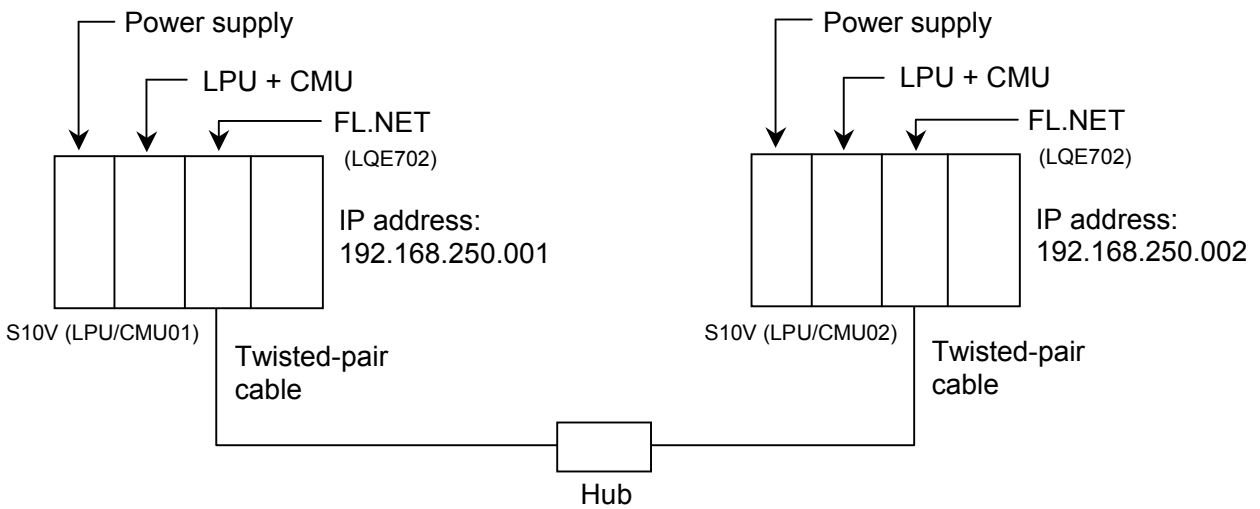 Power supply
LPU + CMU
FL.NET
(LQE702)
IP address:
192.168.250.001
S10V (LPU/CMU01)
Twisted-pair
cable
Power supply
LPU + CMU
FL.NET
(LQE702)
IP address:
192.168.250.002
S10V (LPU/CMU02)
Twisted-pair
cable
Hub